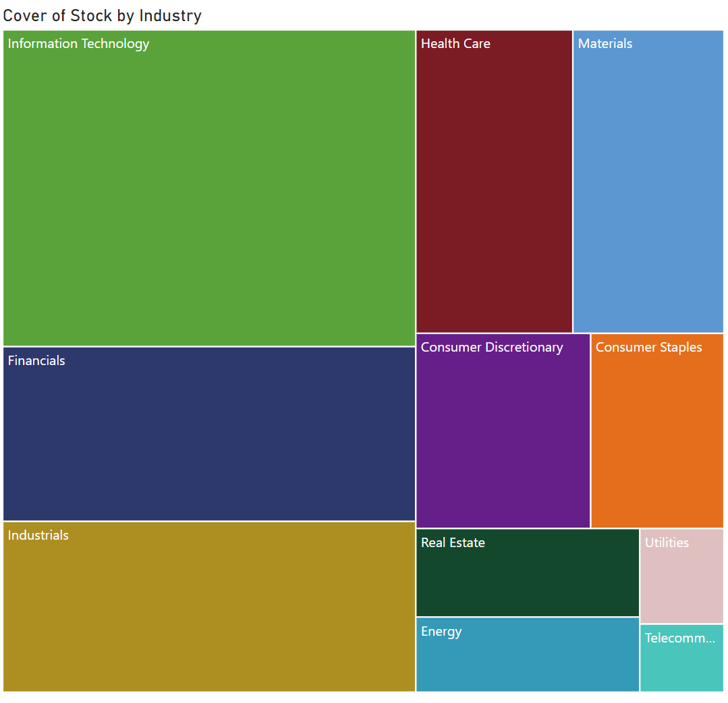 Cover of Stock by Industry
Information Technology
Health Care
Materials
Financials
Consumer Discretionary
Consumer Staples
Industrials
Real Estate
Utilities
Energy
Telecomm...